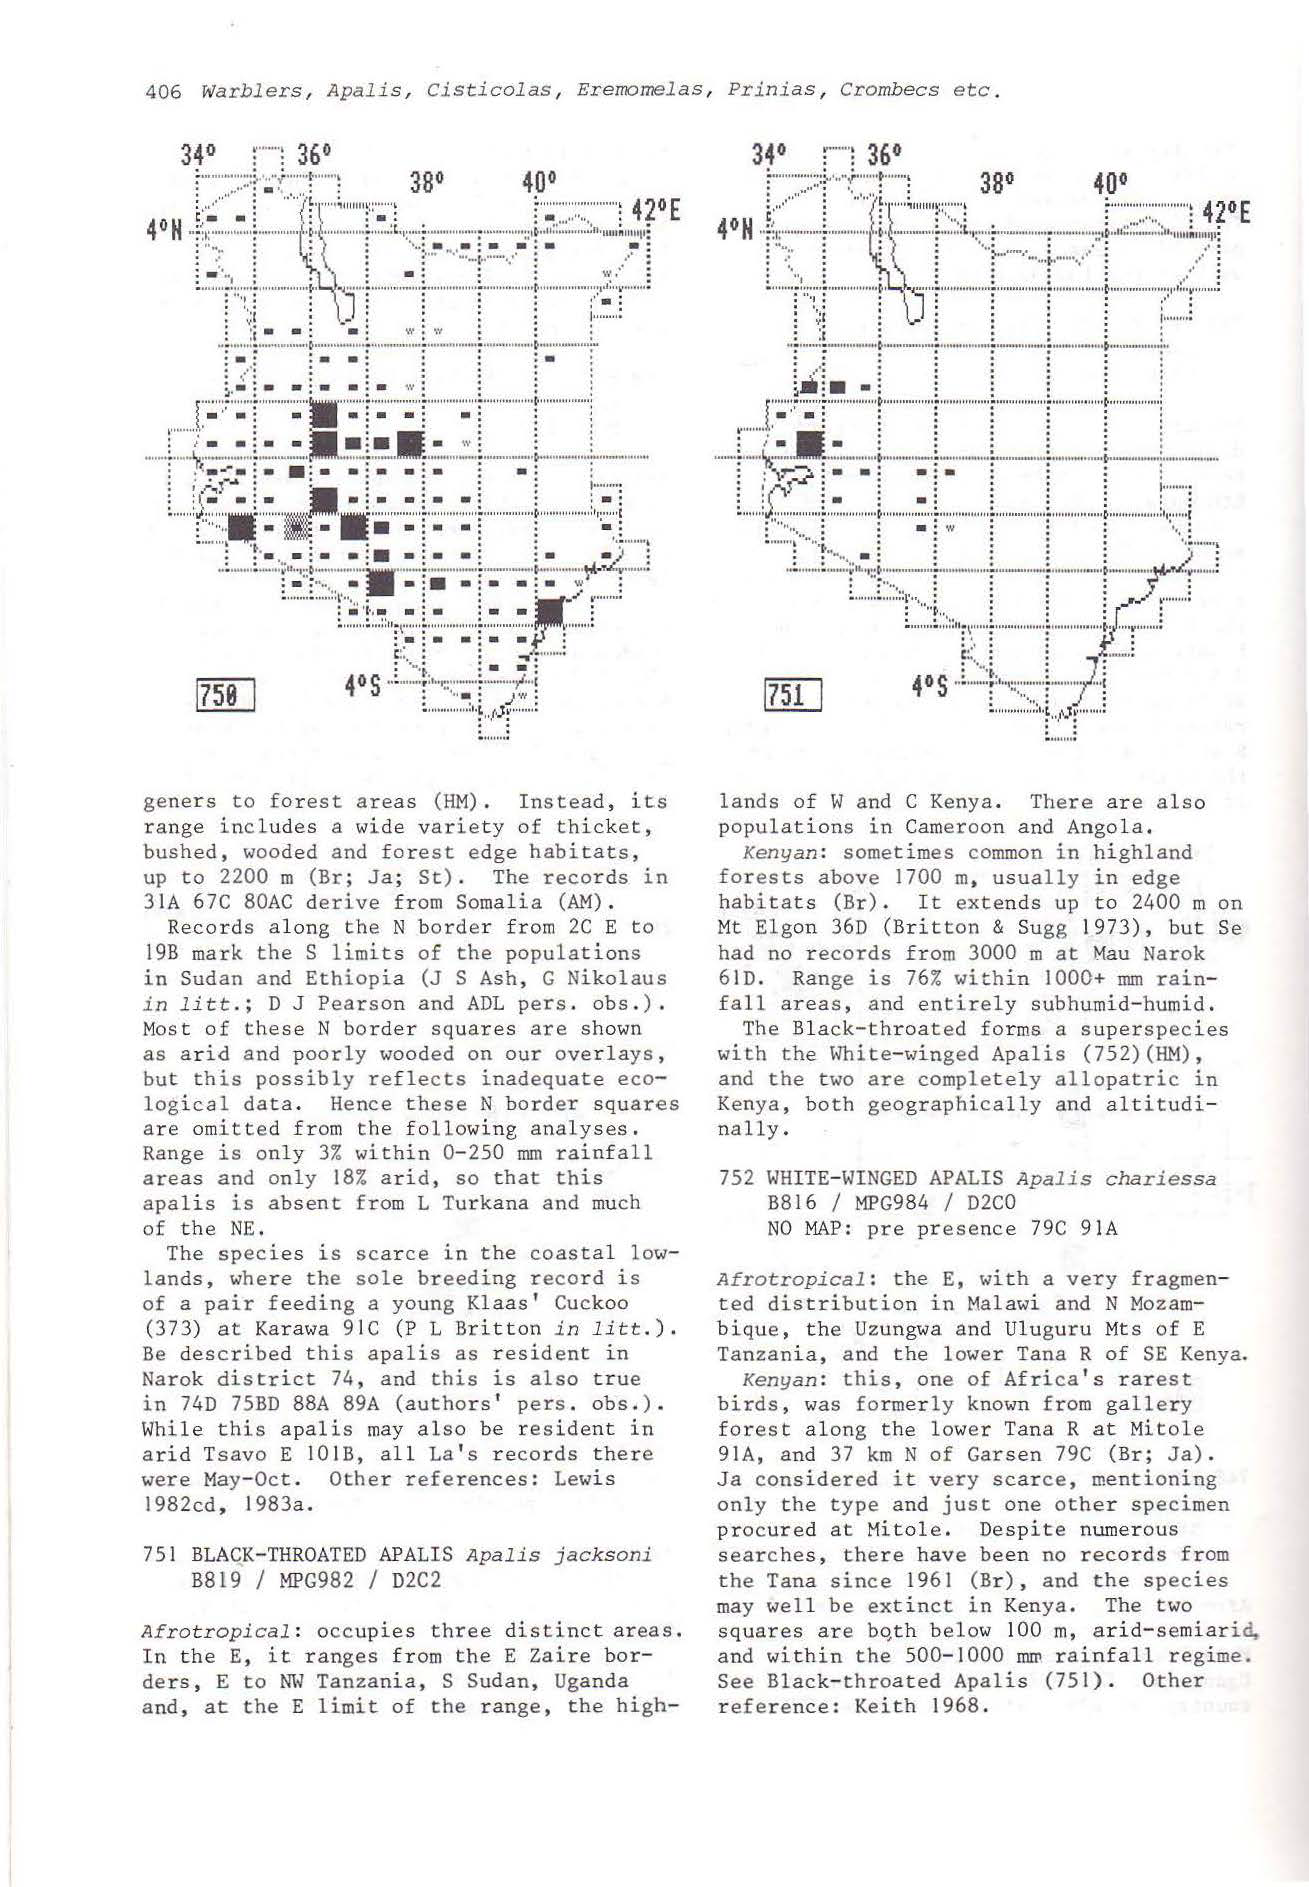 406 Warblers, Apalis, Cisticolas, Eremomelas, Prinias, Crombecs etc.
34° 36°
38° 40°
42°E
4°N
4°S
750
34° 36°
38° 40°
42°E
4°N
4°S
751
geners to forest areas (HM). Instead, its
range includes a wide variety of thicket,
bushed, wooded and forest edge habitats,
up to 2200 m (Br; Ja; St). The records in
31A 67C 80AC derive from Somalia (AM).
Records along the N border from 2C E to
19B mark the S limits of the populations
in Sudan and Ethiopia (J S Ash, G Nikolaus
in litt.; D J Pearson and ADL pers. obs.).
Most of these N border squares are shown
as arid and poorly wooded on our overlays,
but this possibly reflects inadequate eco-
logical data. Hence these N border squares
are omitted from the following analyses.
Range is only 3% within 0-250 mm rainfall
areas and only 18% arid, so that this
apalis is absent from L Turkana and much
of the NE.
The species is scarce in the coastal low-
lands, where the sole breeding record is
of a pair feeding a young Klaas' Cuckoo
(373) at Karawa 91C (P L Britton in litt.).
Be described this apalis as resident in
Narok district 74, and this is also true
in 74D 75BD 88A 89A (authors' pers. obs.).
While this apalis may also be resident in
arid Tsavo E 101B, all La's records there
were May-Oct. Other references: Lewis
1982cd, 1983a.
751 BLACK-THROATED APALIS Apalis jacksoni
B819 / MPG982 / D2C2
Afrotropical: occupies three distinct areas.
In the E, it ranges from the E Zaire bor-
ders, E to NW Tanzania, S Sudan, Uganda
and, at the E limit of the range, the high-
lands of W and C Kenya. There are also
populations in Cameroon and Angola.
Kenyan: sometimes common in highland
forests above 1700 m, usually in edge
habitats (Br). It extends up to 2400 m on
Mt Elgon 36D (Britton & Sugg 1973), but Se
had no records from 3000 m at Mau Narok
61D. Range is 76% within 1000+ mm rain-
fall areas, and entirely subhumid-humid.
The Black-throated forms a superspecies
with the White-winged Apalis (752)(HM),
and the two are completely allopatric in
Kenya, both geographically and altitudi-
nally.
752 WHITE-WINGED APALIS Apalis chariessa
B816 / MPG984 / D2C0
NO MAP: pre presence 79C 91A
Afrotropical: the E, with a very fragmen-
ted distribution in Malawi and N Mozam-
bique, the Uzungwa and Uluguru Mts of E
Tanzania, and the lower Tana R of SE Kenya.
Kenyan: this, one of Africa's rarest
birds, was formerly known from gallery
forest along the lower Tana R at Mitole
91A, and 37 km N of Garsen 79C (Br; Ja).
Ja considered it very scarce, mentioning
only the type and just one other specimen
procured at Mitole. Despite numerous
searches, there have been no records from
the Tana since 1961 (Br), and the species
may well be extinct in Kenya. The two
squares are both below 100 m, arid-semiarid,
and within the 500-1000 mm rainfall regime.
See Black-throated Apalis (751). Other
reference: Keith 1968.